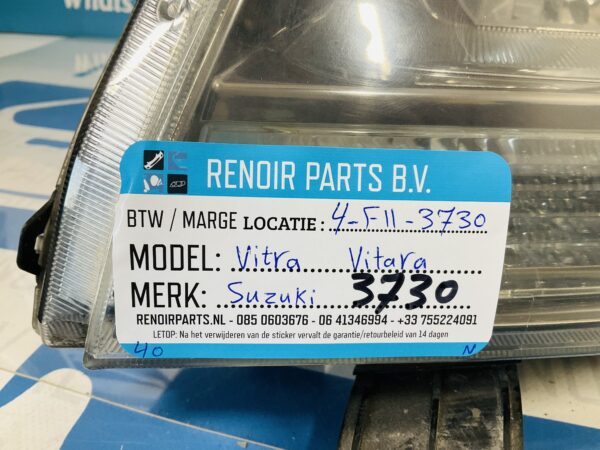 RENOIR PARTS B.V.
BTW / MARGE LOCATIE: 4-F11-3730
MODEL: Vitra Vitara
MERK: Suzuki 3730
RENOIRPARTS.NL - 085 0603676 - 06 41346994 - +33 755224091
LETOP: Na het verwijderen van de sticker vervalt de garantie/retourbeleid van 14 dagen
40 N